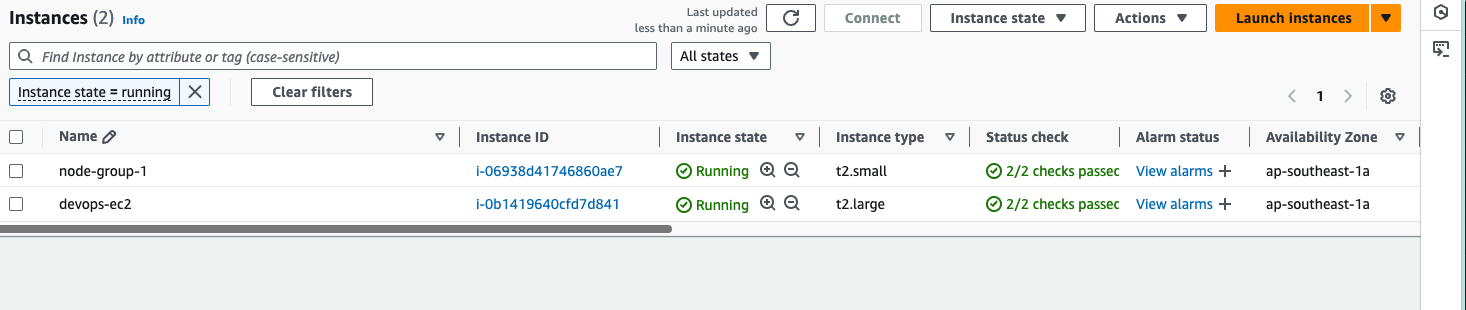 Instances (2) Info
Last updated
less than a minute ago
Connect
Instance state
Actions
Launch instances
Find Instance by attribute or tag (case-sensitive)
All states
Instance state = running
Clear filters
1
Name Instance ID Instance state Instance type Status check Alarm status Availability Zone
node-group-1 i-06938d41746860ae7 Running t2.small 2/2 checks passec View alarms ap-southeast-1a
devops-ec2 i-0b1419640cfd7d841 Running t2.large 2/2 checks passec View alarms ap-southeast-1a